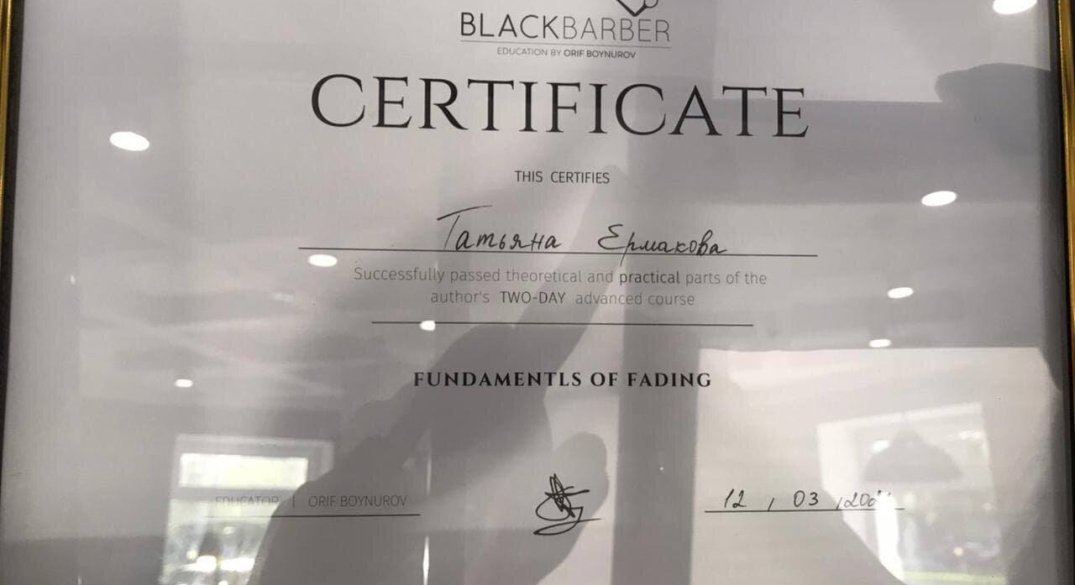 BLACKBARBER
EDUCATION BY ORIF BOYNUROV
CERTIFICATE
THIS CERTIFIES
Татьяна Ермакова
Successfully passed theoretical and practical parts of the
author's TWO-DAY advanced course
FUNDAMENTLS OF FADING
EDUCATOR | ORIF BOYNUROV
12 / 03 /